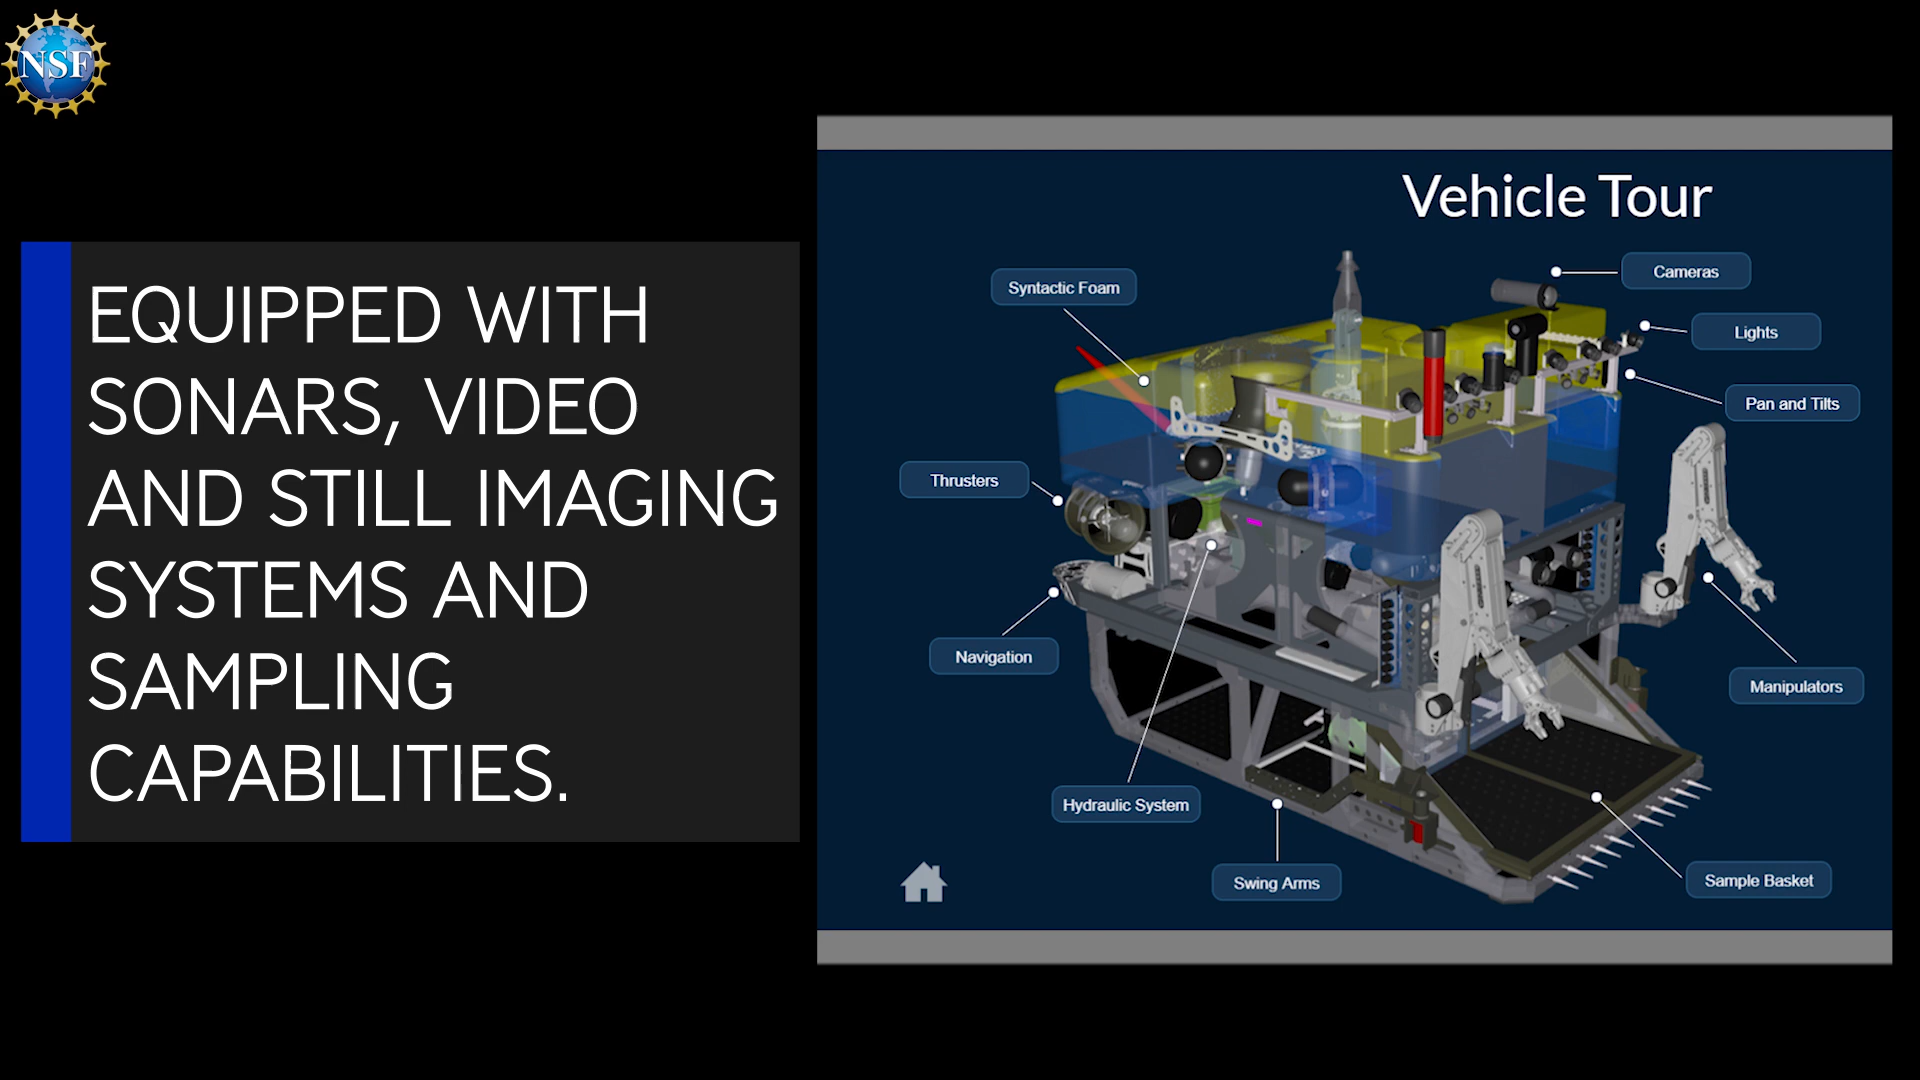 NSF
EQUIPPED WITH
SONARS, VIDEO
AND STILL IMAGING
SYSTEMS AND
SAMPLING
CAPABILITIES.
Vehicle Tour
Cameras
Syntactic Foam
Lights
Pan and Tilts
Thrusters
Navigation
Manipulators
Hydraulic System
Swing Arms
Sample Basket